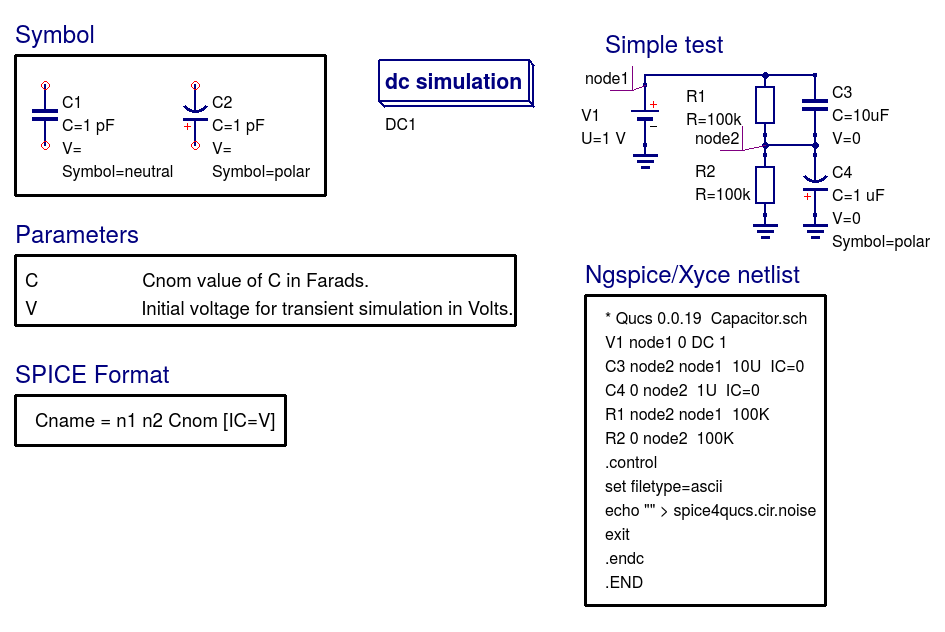 Symbol
C1
C=1 pF
V=
Symbol=neutral
+
C2
C=1 pF
V=
Symbol=polar
dc simulation
DC1
Simple test
node1
V1
U=1 V
+
−
R1
R=100k
node2
R2
R=100k
C3
C=10uF
V=0
+
C4
C=1 uF
V=0
Symbol=polar
Parameters
C Cnom value of C in Farads.
V Initial voltage for transient simulation in Volts.
SPICE Format
Cname = n1 n2 Cnom [IC=V]
Ngspice/Xyce netlist
* Qucs 0.0.19 Capacitor.sch
V1 node1 0 DC 1
C3 node2 node1 10U IC=0
C4 0 node2 1U IC=0
R1 node2 node1 100K
R2 0 node2 100K
.control
set filetype=ascii
echo "" > spice4qucs.cir.noise
exit
.endc
.END